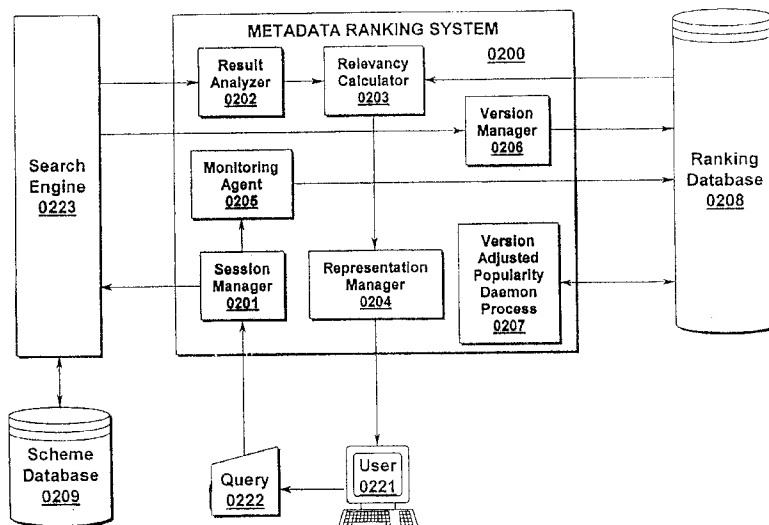 METADATA RANKING SYSTEM
0200
Result
Analyzer
0202
Relevancy
Calculator
0203
Version
Manager
0206
Search
Engine
0223
Monitoring
Agent
0205
Ranking
Database
0208
Session
Manager
0201
Representation
Manager
0204
Version
Adjusted
Popularity
Daemon
Process
0207
Scheme
Database
0209
Query
0222
User
0221